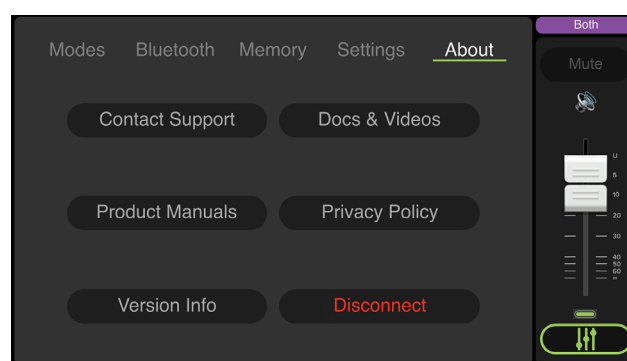 Modes Bluetooth Memory Settings About
Contact Support Docs & Videos
Product Manuals Privacy Policy
Version Info Disconnect
Both
Mute
U
5
10
20
30
40
50
60
∞